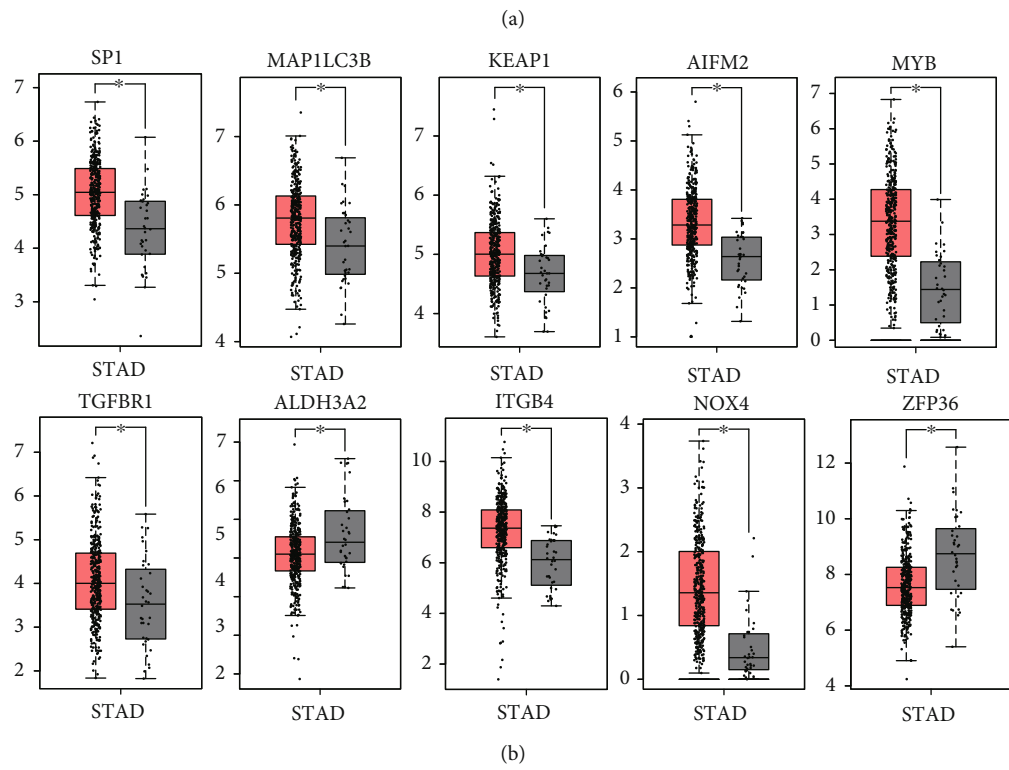 (a)
SP1
*
7
6
5
4
3
STAD
MAP1LC3B
*
7
6
5
4
STAD
KEAP1
*
7
6
5
4
STAD
AIFM2
*
6
5
4
3
2
1
STAD
MYB
*
7
6
5
4
3
2
1
0
STAD
TGFBR1
*
7
6
5
4
3
2
STAD
ALDH3A2
*
7
6
5
4
3
2
STAD
ITGB4
*
10
8
6
4
2
STAD
NOX4
*
4
3
2
1
0
STAD
ZFP36
*
12
10
8
6
4
STAD
(b)